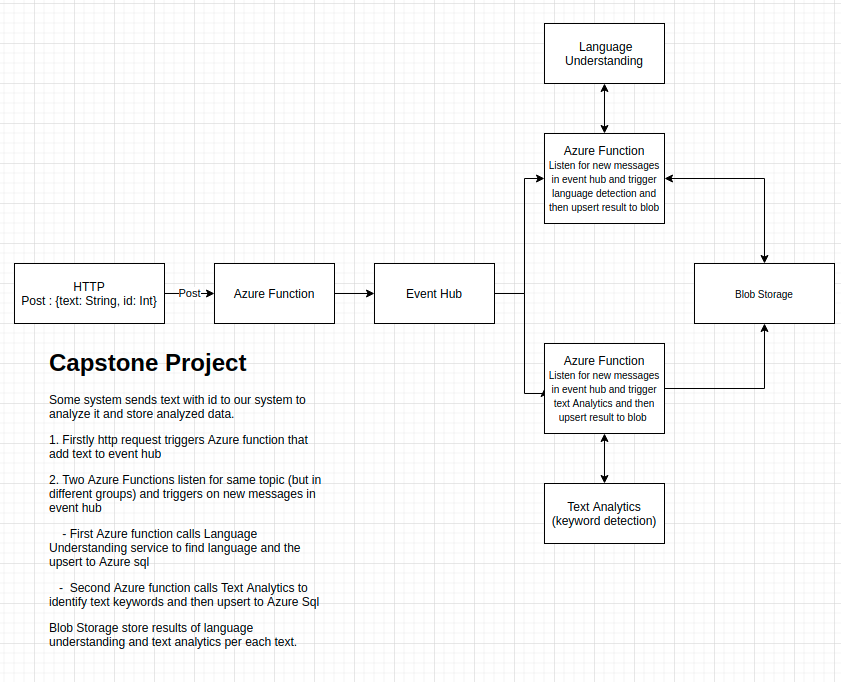 Language
Understanding
Azure Function
Listen for new messages
in event hub and trigger
language detection and
then upsert result to blob
HTTP
Post : {text: String, id: Int}
Post
Azure Function
Event Hub
Blob Storage
Azure Function
Listen for new messages
in event hub and trigger
text Analytics and then
upsert result to blob
Text Analytics
(keyword detection)
Capstone Project
Some system sends text with id to our system to
analyze it and store analyzed data.
1. Firstly http request triggers Azure function that
add text to event hub
2. Two Azure Functions listen for same topic (but in
different groups) and triggers on new messages in
event hub
- First Azure function calls Language
Understanding service to find language and the
upsert to Azure sql
- Second Azure function calls Text Analytics to
identify text keywords and then upsert to Azure Sql
Blob Storage store results of language
understanding and text analytics per each text.